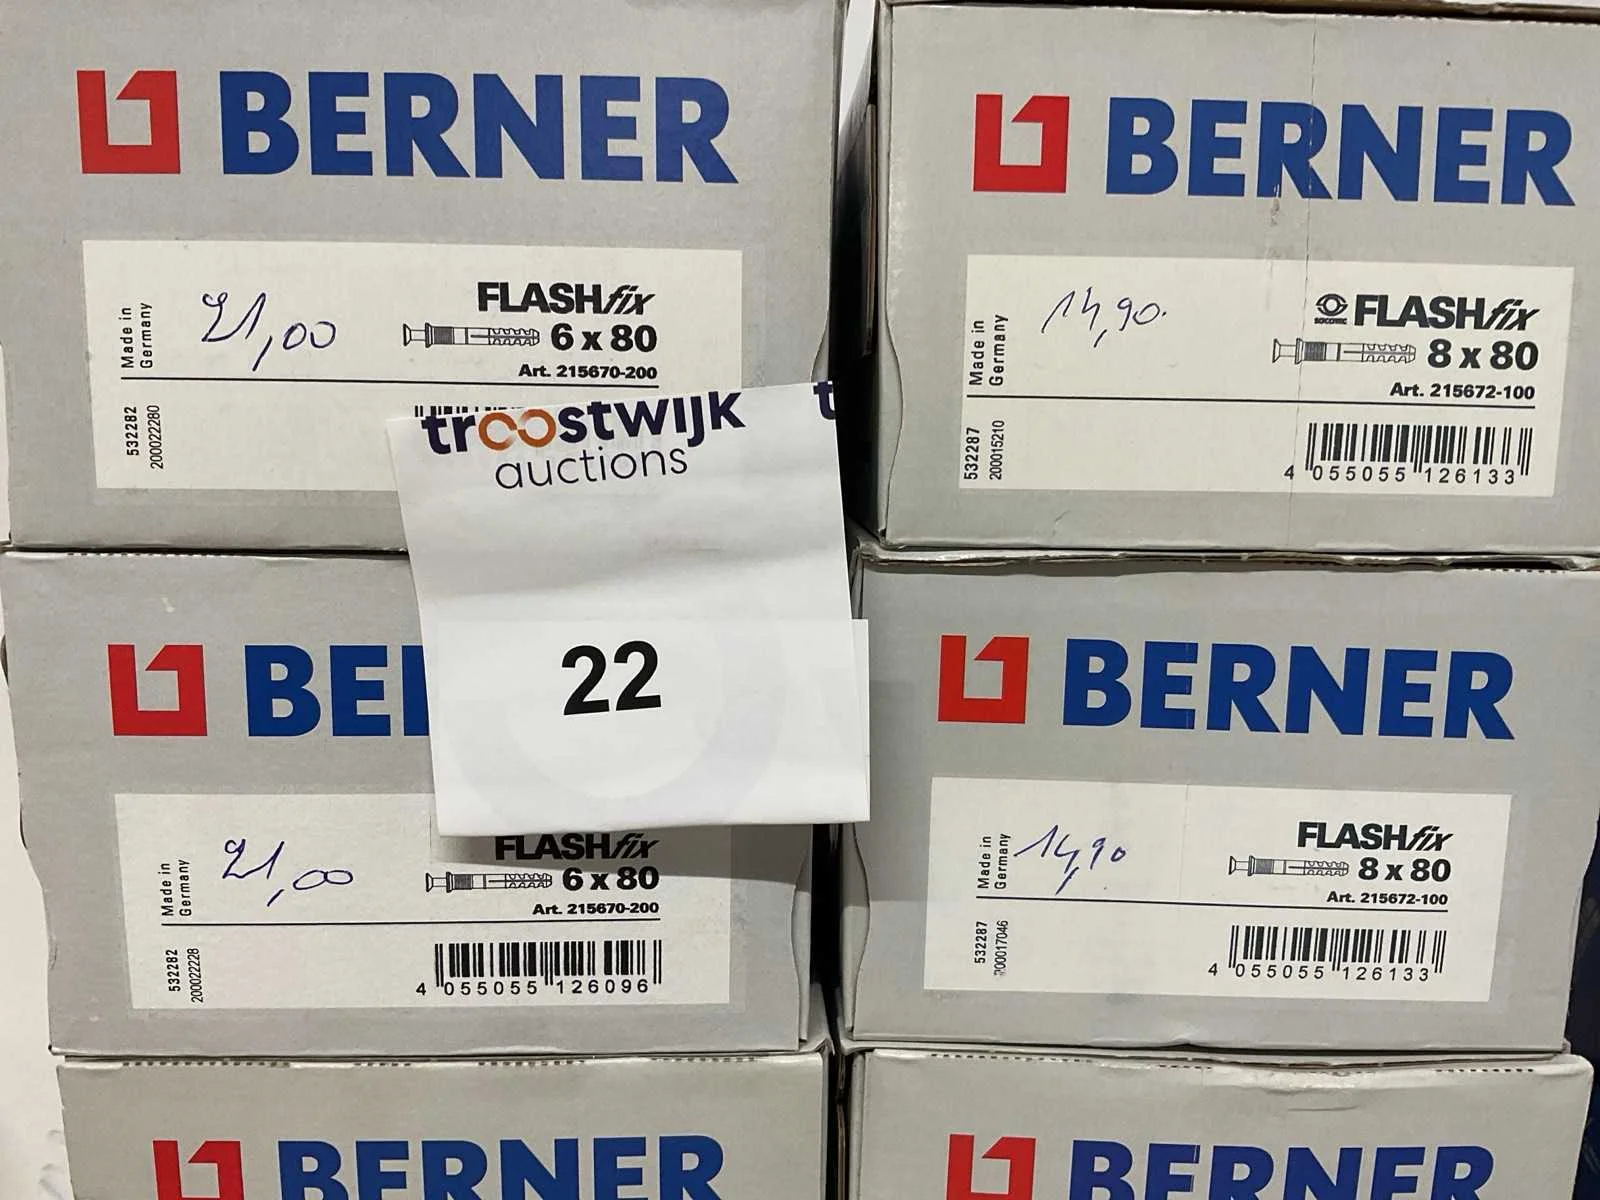 BERNER
21,00
FLASHfix
6 x 80
Made in
Germany
Art. 215670-200
532282
200022280
BERNER
14,90.
SOCOTEC
FLASHfix
8 x 80
Made in
Germany
Art. 215672-100
532287
200015210
4 055055 126133
troostwijk
auctions
t
22
BE
21,00
FLASHfix
6 x 80
Made in
Germany
Art. 215670-200
532282
200022228
4 055055 126096
BERNER
14,90
FLASHfix
8 x 80
Made in
Germany
Art. 215672-100
532287
200017046
4 055055 126133
BERNER
BERNER